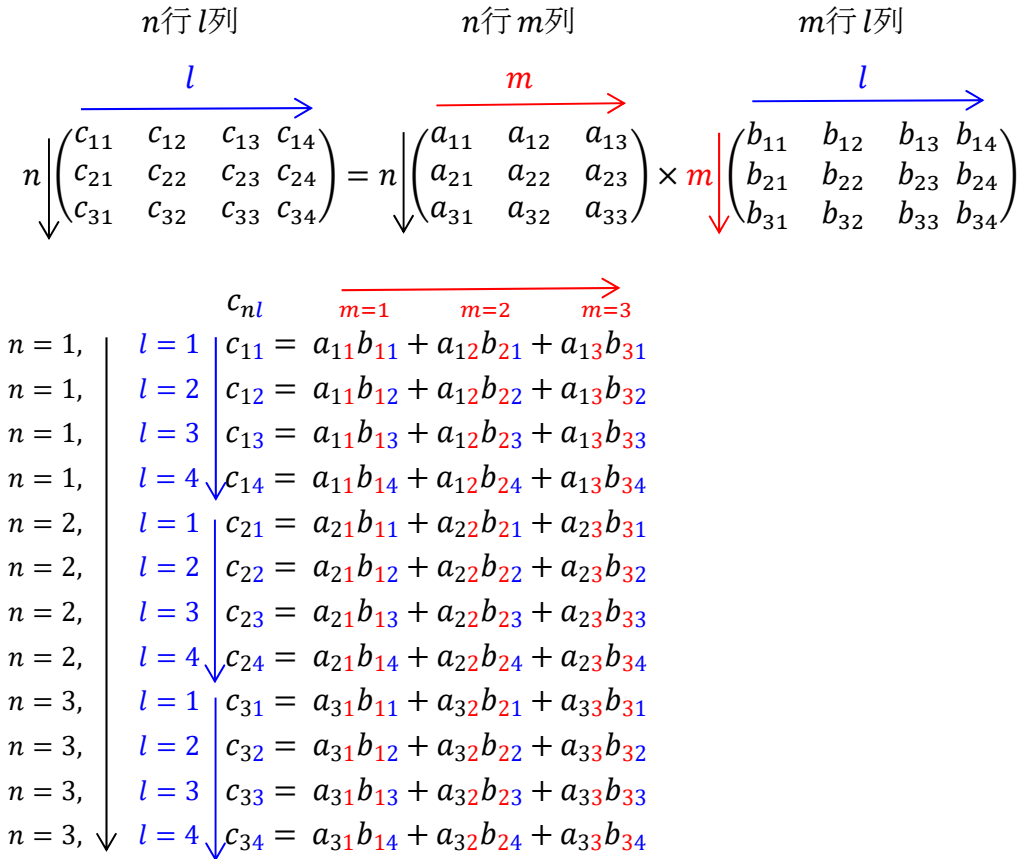 n行 l列 n行 m列 m行 l列
l m l
c₁₁ c₁₂ c₁₃ c₁₄ a₁₁ a₁₂ a₁₃ b₁₁ b₁₂ b₁₃ b₁₄
n ( c₂₁ c₂₂ c₂₃ c₂₄ ) = n ( a₂₁ a₂₂ a₂₃ ) × m ( b₂₁ b₂₂ b₂₃ b₂₄ )
c₃₁ c₃₂ c₃₃ c₃₄ a₃₁ a₃₂ a₃₃ b₃₁ b₃₂ b₃₃ b₃₄
cₙₗ m=1 m=2 m=3
n = 1, l = 1 c₁₁ = a₁₁b₁₁ + a₁₂b₂₁ + a₁₃b₃₁
n = 1, l = 2 c₁₂ = a₁₁b₁₂ + a₁₂b₂₂ + a₁₃b₃₂
n = 1, l = 3 c₁₃ = a₁₁b₁₃ + a₁₂b₂₃ + a₁₃b₃₃
n = 1, l = 4 c₁₄ = a₁₁b₁₄ + a₁₂b₂₄ + a₁₃b₃₄
n = 2, l = 1 c₂₁ = a₂₁b₁₁ + a₂₂b₂₁ + a₂₃b₃₁
n = 2, l = 2 c₂₂ = a₂₁b₁₂ + a₂₂b₂₂ + a₂₃b₃₂
n = 2, l = 3 c₂₃ = a₂₁b₁₃ + a₂₂b₂₃ + a₂₃b₃₃
n = 2, l = 4 c₂₄ = a₂₁b₁₄ + a₂₂b₂₄ + a₂₃b₃₄
n = 3, l = 1 c₃₁ = a₃₁b₁₁ + a₃₂b₂₁ + a₃₃b₃₁
n = 3, l = 2 c₃₂ = a₃₁b₁₂ + a₃₂b₂₂ + a₃₃b₃₂
n = 3, l = 3 c₃₃ = a₃₁b₁₃ + a₃₂b₂₃ + a₃₃b₃₃
n = 3, l = 4 c₃₄ = a₃₁b₁₄ + a₃₂b₂₄ + a₃₃b₃₄